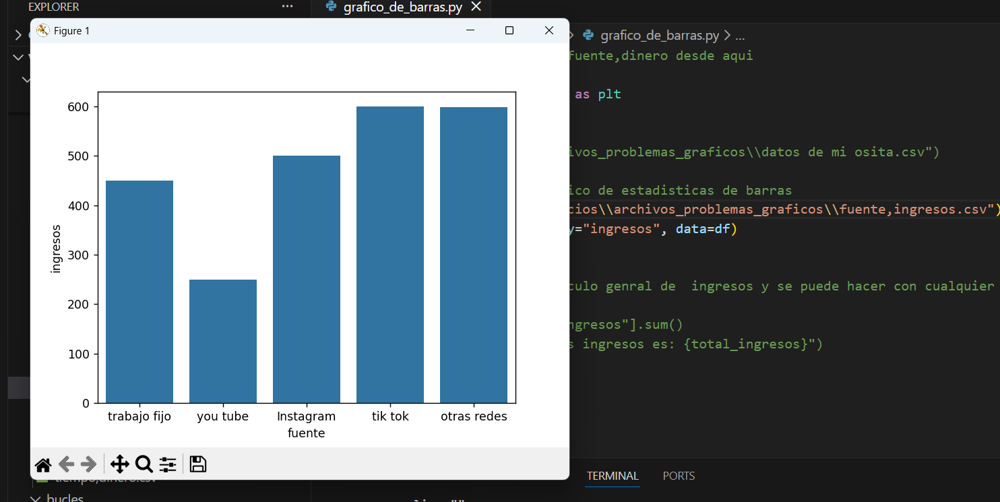 EXPLORER
grafico_de_barras.py
Figure 1
grafico_de_barras.py > ...
fuente,dinero desde aqui
as plt
ivos_problemas_graficos\\datos de mi osita.csv")
ico de estadisticas de barras
cios\\archivos_problemas_graficos\\fuente,ingresos.csv")
y="ingresos", data=df)
culo genral de  ingresos y se puede hacer con cualquier
ngresos"].sum()
s ingresos es: {total_ingresos}")
600
500
400
300
200
100
0
ingresos
trabajo fijo
you tube
Instagram
tik tok
otras redes
fuente
tiempo,dinero.csv
bucles
TERMINAL
PORTS